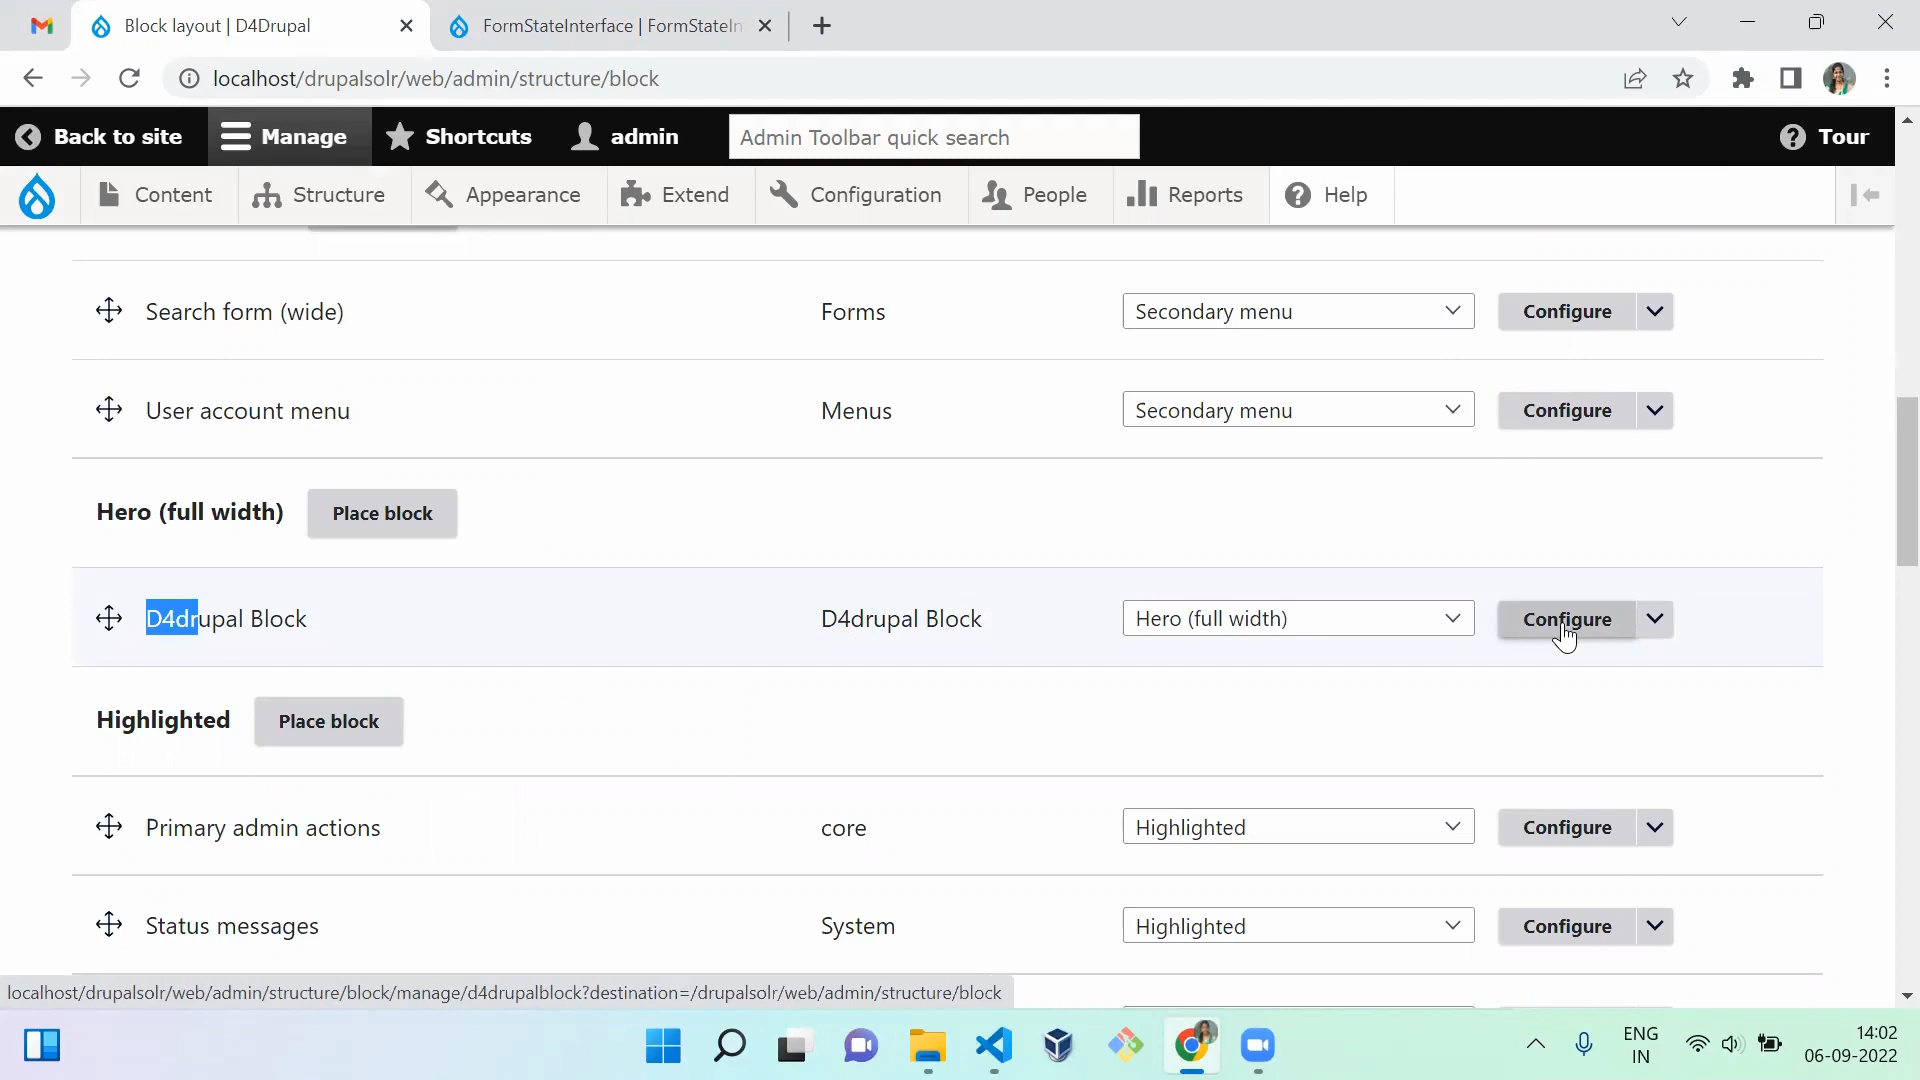 Block layout | D4Drupal
FormStateInterface | FormStateIn
localhost/drupalsolr/web/admin/structure/block
Back to site
Manage
Shortcuts
admin
Admin Toolbar quick search
Tour
Content
Structure
Appearance
Extend
Configuration
People
Reports
Help
Search form (wide) Forms Secondary menu Configure
User account menu Menus Secondary menu Configure
Hero (full width) Place block
D4drupal Block D4drupal Block Hero (full width) Configure
Highlighted Place block
Primary admin actions core Highlighted Configure
Status messages System Highlighted Configure
localhost/drupalsolr/web/admin/structure/block/manage/d4drupalblock?destination=/drupalsolr/web/admin/structure/block
ENG
IN
14:02
06-09-2022